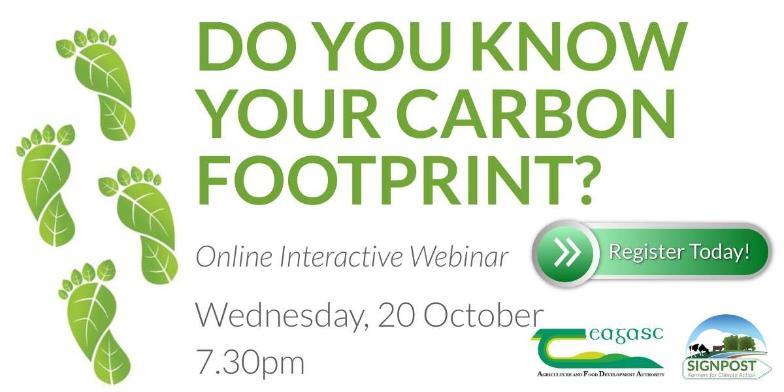 DO YOU KNOW
YOUR CARBON
FOOTPRINT?
Online Interactive Webinar
Register Today!
Wednesday, 20 October
7.30pm
eagasc
AGRICULTURE AND FOOD DEVELOPMENT AUTHORITY
SIGNPOST
Farmers for Climate Action